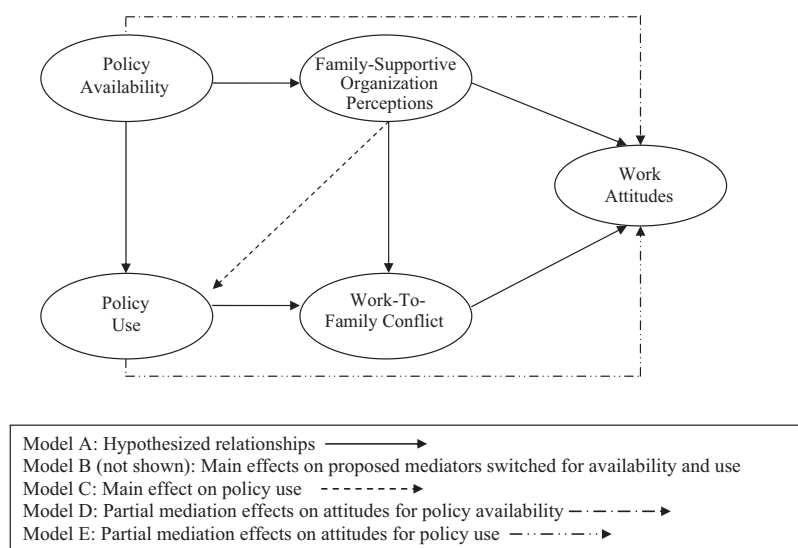 Policy
Availability
Family-Supportive
Organization
Perceptions
Work
Attitudes
Policy
Use
Work-To-
Family Conflict
Model A: Hypothesized relationships
Model B (not shown): Main effects on proposed mediators switched for availability and use
Model C: Main effect on policy use
Model D: Partial mediation effects on attitudes for policy availability
Model E: Partial mediation effects on attitudes for policy use